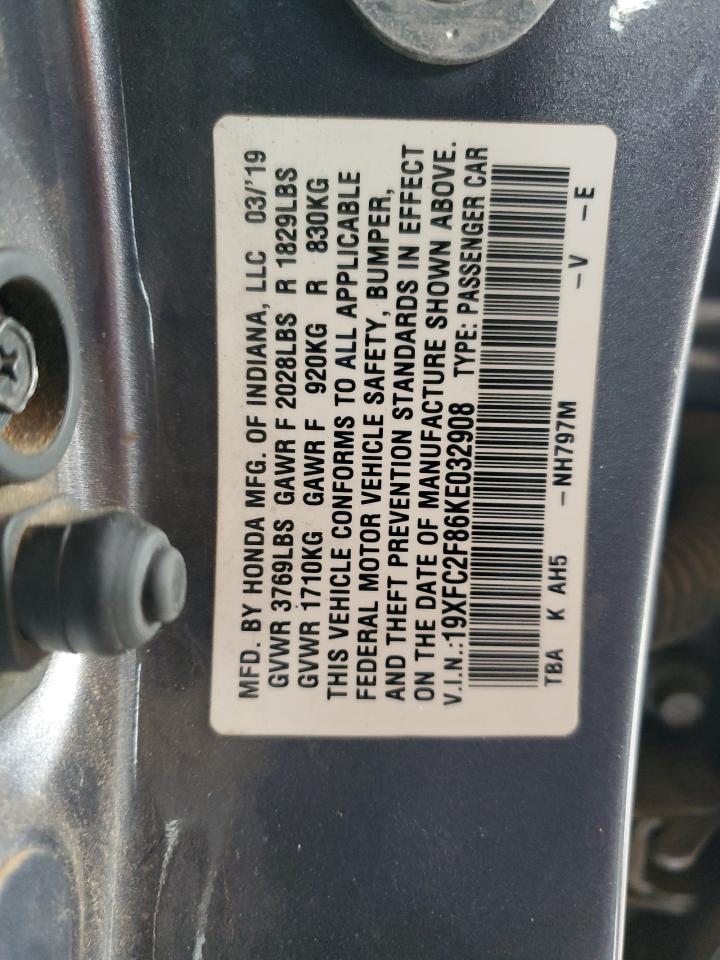 MFD. BY HONDA MFG. OF INDIANA, LLC 03/'19
GVWR 3769LBS GAWR F 2028LBS R 1829LBS
GVWR 1710KG GAWR F 920KG R 830KG
THIS VEHICLE CONFORMS TO ALL APPLICABLE
FEDERAL MOTOR VEHICLE SAFETY, BUMPER,
AND THEFT PREVENTION STANDARDS IN EFFECT
ON THE DATE OF MANUFACTURE SHOWN ABOVE.
V.I.N.:19XFC2F86KE032908 TYPE: PASSENGER CAR
TBA K AH5 -NH797M -V -E